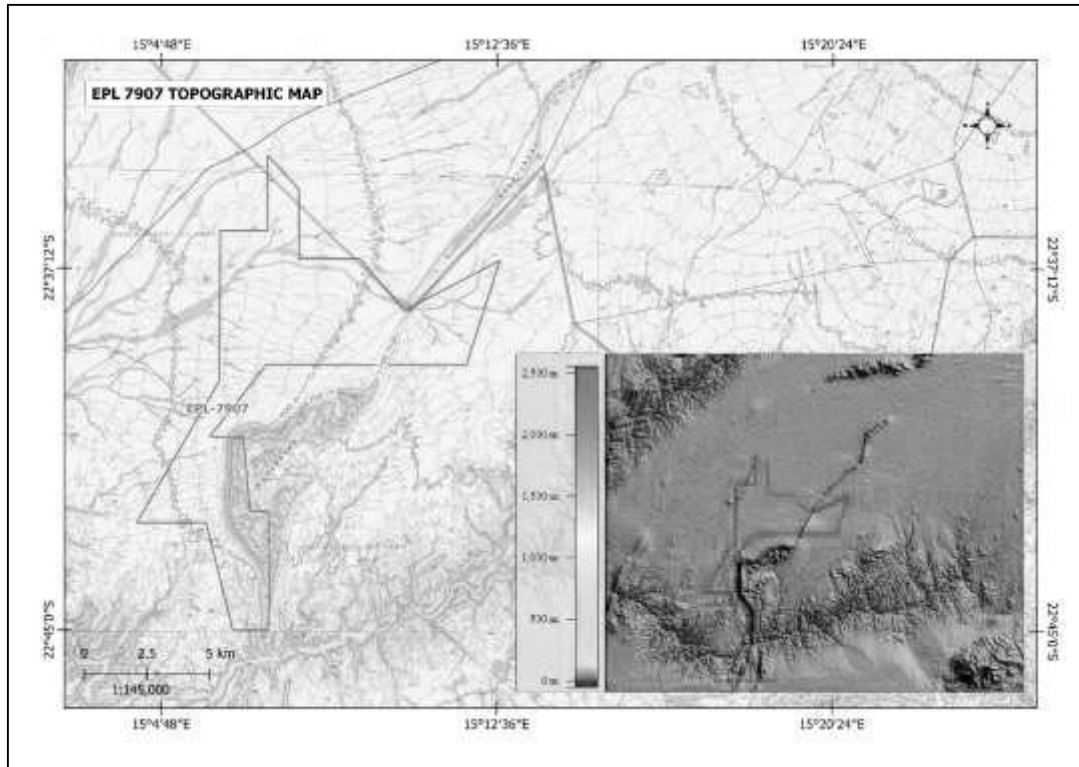 15°4'48"E
15°12'36"E
15°20'24"E
EPL 7907 TOPOGRAPHIC MAP
22°37'12"S
22°37'12"S
2,500 m
EPL-7907
2,000 m
1,500 m
1,000 m
500 m
22°45'0"S
22°45'0"S
0 2.5 5 km
0 m
1:145,000
15°4'48"E
15°12'36"E
15°20'24"E